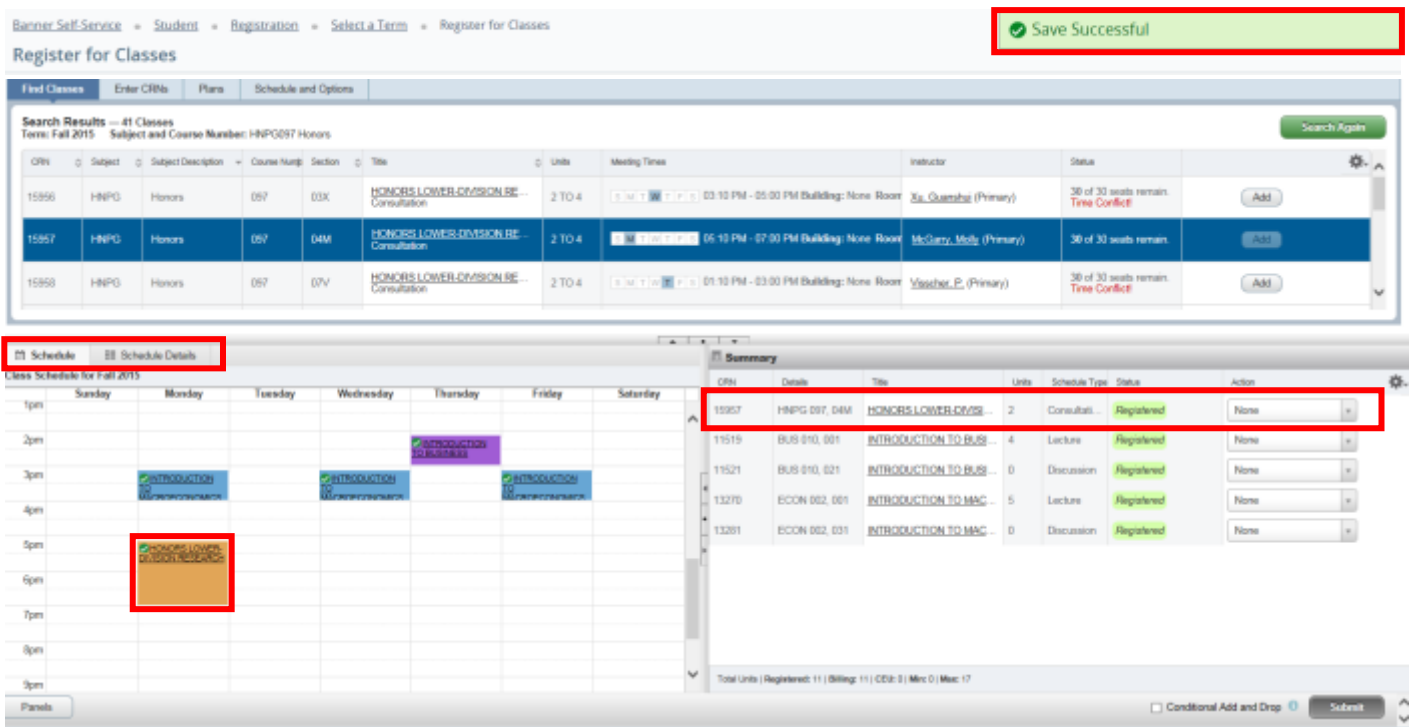 Banner Self-Service » Student » Registration » Select a Term » Register for Classes
Save Successful
Register for Classes
Find Classes Enter CRNs Plans Schedule and Options
Search Results — 41 Classes
Term: Fall 2015 Subject and Course Number: HNPG097 Honors
Search Again
CRN Subject Subject Description Course Numb Section Title Units Meeting Times Instructor Status
15956 HNPG Honors 097 03X HONORS LOWER-DIVISION RE... 2 TO 4 S M T W T F S 03:10 PM - 05:00 PM Building: None Room Xu, (Primary) 30 of 30 seats remain. Add
Consultation Time Conflict!
15957 HNPG Honors 097 04M HONORS LOWER-DIVISION RE... 2 TO 4 S M T W T F S 05:10 PM - 07:00 PM Building: None Room McGarry, Molly (Primary) 30 of 30 seats remain. Add
Consultation
15958 HNPG Honors 097 07V HONORS LOWER-DIVISION RE... 2 TO 4 S M T W T F S 01:10 PM - 03:00 PM Building: None Room Visscher, P. (Primary) 30 of 30 seats remain. Add
Consultation Time Conflict!
Schedule Schedule Details
Class Schedule for Fall 2015
Sunday Monday Tuesday Wednesday Thursday Friday Saturday
1pm
2pm
INTRODUCTION
TO BUSINESS
3pm
INTRODUCTION INTRODUCTION INTRODUCTION
TO TO TO
MACROECONOMICS MACROECONOMICS MACROECONOMICS
4pm
5pm
HONORS LOWER-
DIVISION RESEARCH
6pm
7pm
8pm
9pm
Panels
Summary
CRN Details Title Units Schedule Type Status Action
15957 HNPG 097, 04M HONORS LOWER-DIVISI... 2 Consultati... Registered None
11519 BUS 010, 001 INTRODUCTION TO BUSI... 4 Lecture Registered None
11521 BUS 010, 021 INTRODUCTION TO BUSI... 0 Discussion Registered None
13270 ECON 002, 001 INTRODUCTION TO MAC... 5 Lecture Registered None
13281 ECON 002, 031 INTRODUCTION TO MAC... 0 Discussion Registered None
Total Units | Registered: 11 | Billing: 11 | CEU: 0 | Min: 0 | Max: 17
Conditional Add and Drop Submit